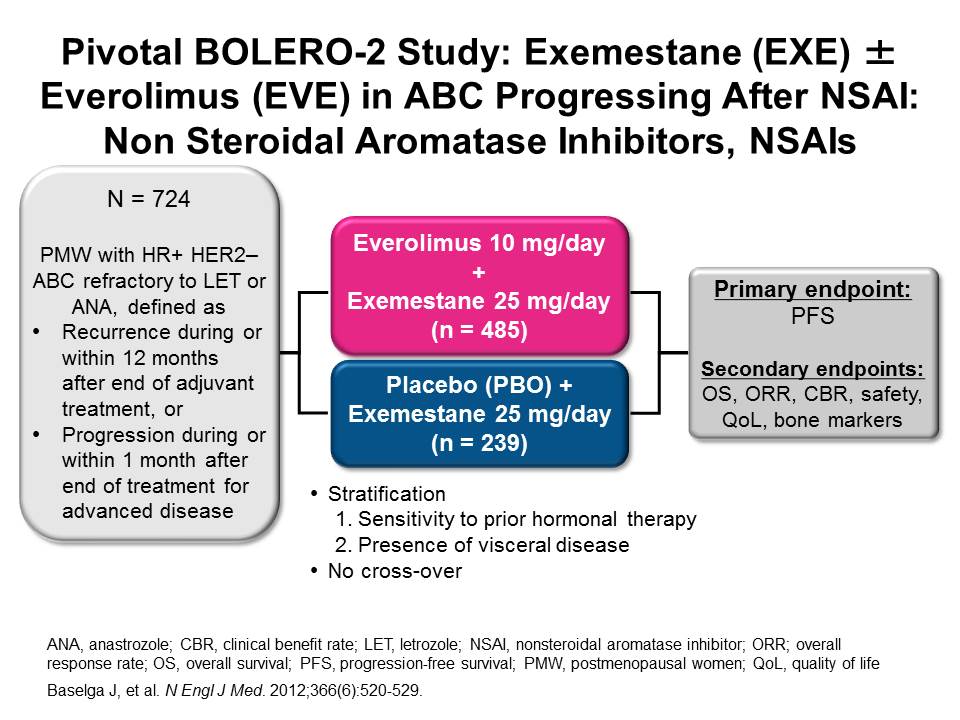 Pivotal BOLERO-2 Study: Exemestane (EXE) ±
Everolimus (EVE) in ABC Progressing After NSAI:
Non Steroidal Aromatase Inhibitors, NSAIs
N = 724
PMW with HR+ HER2–
ABC refractory to LET or
ANA, defined as
• Recurrence during or
within 12 months
after end of adjuvant
treatment, or
• Progression during or
within 1 month after
end of treatment for
advanced disease
Everolimus 10 mg/day
+
Exemestane 25 mg/day
(n = 485)
Placebo (PBO) +
Exemestane 25 mg/day
(n = 239)
Primary endpoint:
PFS
Secondary endpoints:
OS, ORR, CBR, safety,
QoL, bone markers
• Stratification
1. Sensitivity to prior hormonal therapy
2. Presence of visceral disease
• No cross-over
ANA, anastrozole; CBR, clinical benefit rate; LET, letrozole; NSAI, nonsteroidal aromatase inhibitor; ORR; overall
response rate; OS, overall survival; PFS, progression-free survival; PMW, postmenopausal women; QoL, quality of life
Baselga J, et al. N Engl J Med. 2012;366(6):520-529.